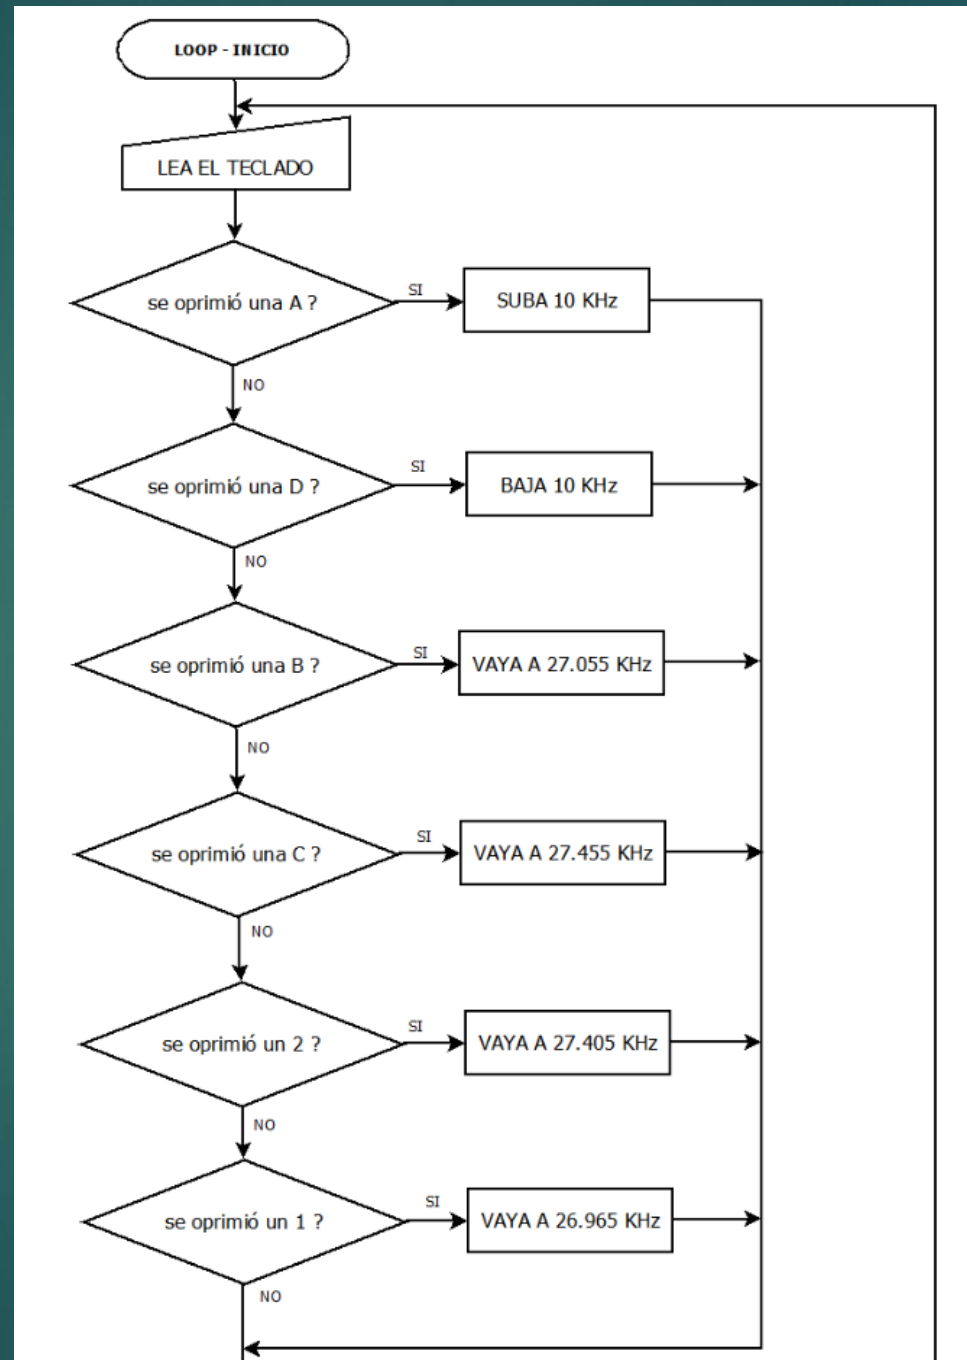 LOOP - INICIO
LEA EL TECLADO
se oprimió una A ?
SI
SUBA 10 KHz
NO
se oprimió una D ?
SI
BAJA 10 KHz
NO
se oprimió una B ?
SI
VAYA A 27.055 KHz
NO
se oprimió una C ?
SI
VAYA A 27.455 KHz
NO
se oprimió un 2 ?
SI
VAYA A 27.405 KHz
NO
se oprimió un 1 ?
SI
VAYA A 26.965 KHz
NO